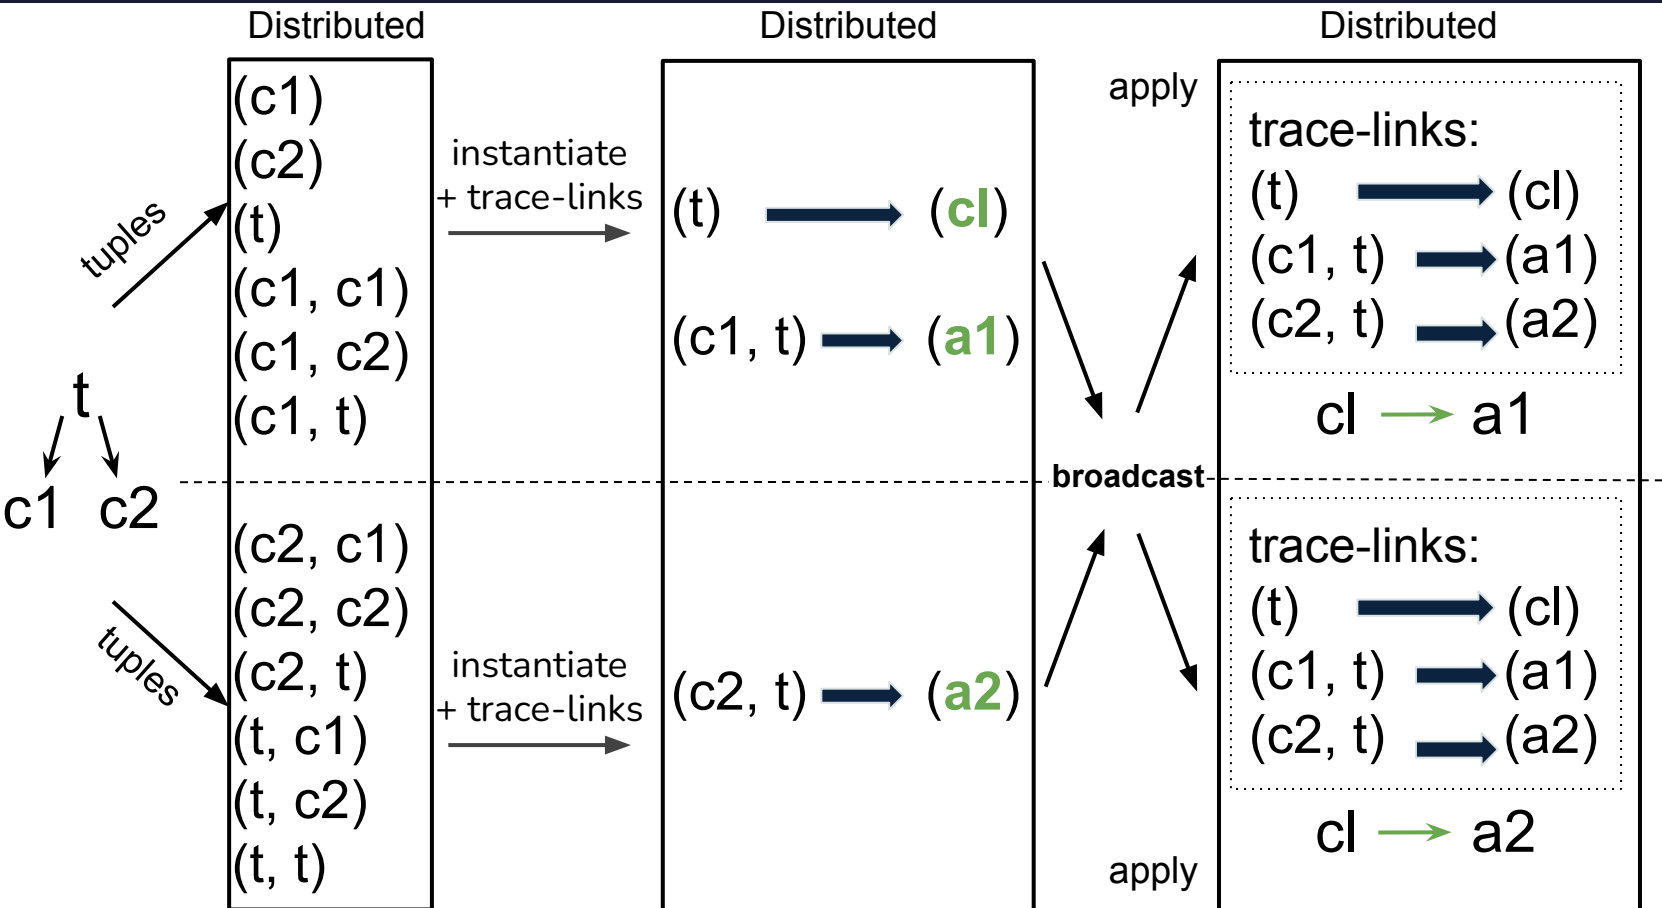 Distributed
Distributed
Distributed
t
c1 c2
tuples
tuples
(c1)
(c2)
(t)
(c1, c1)
(c1, c2)
(c1, t)
(c2, c1)
(c2, c2)
(c2, t)
(t, c1)
(t, c2)
(t, t)
instantiate
+ trace-links
instantiate
+ trace-links
(t) (cl)
(c1, t) (a1)
(c2, t) (a2)
broadcast
apply
apply
trace-links:
(t) (cl)
(c1, t) (a1)
(c2, t) (a2)
cl a1
trace-links:
(t) (cl)
(c1, t) (a1)
(c2, t) (a2)
cl a2